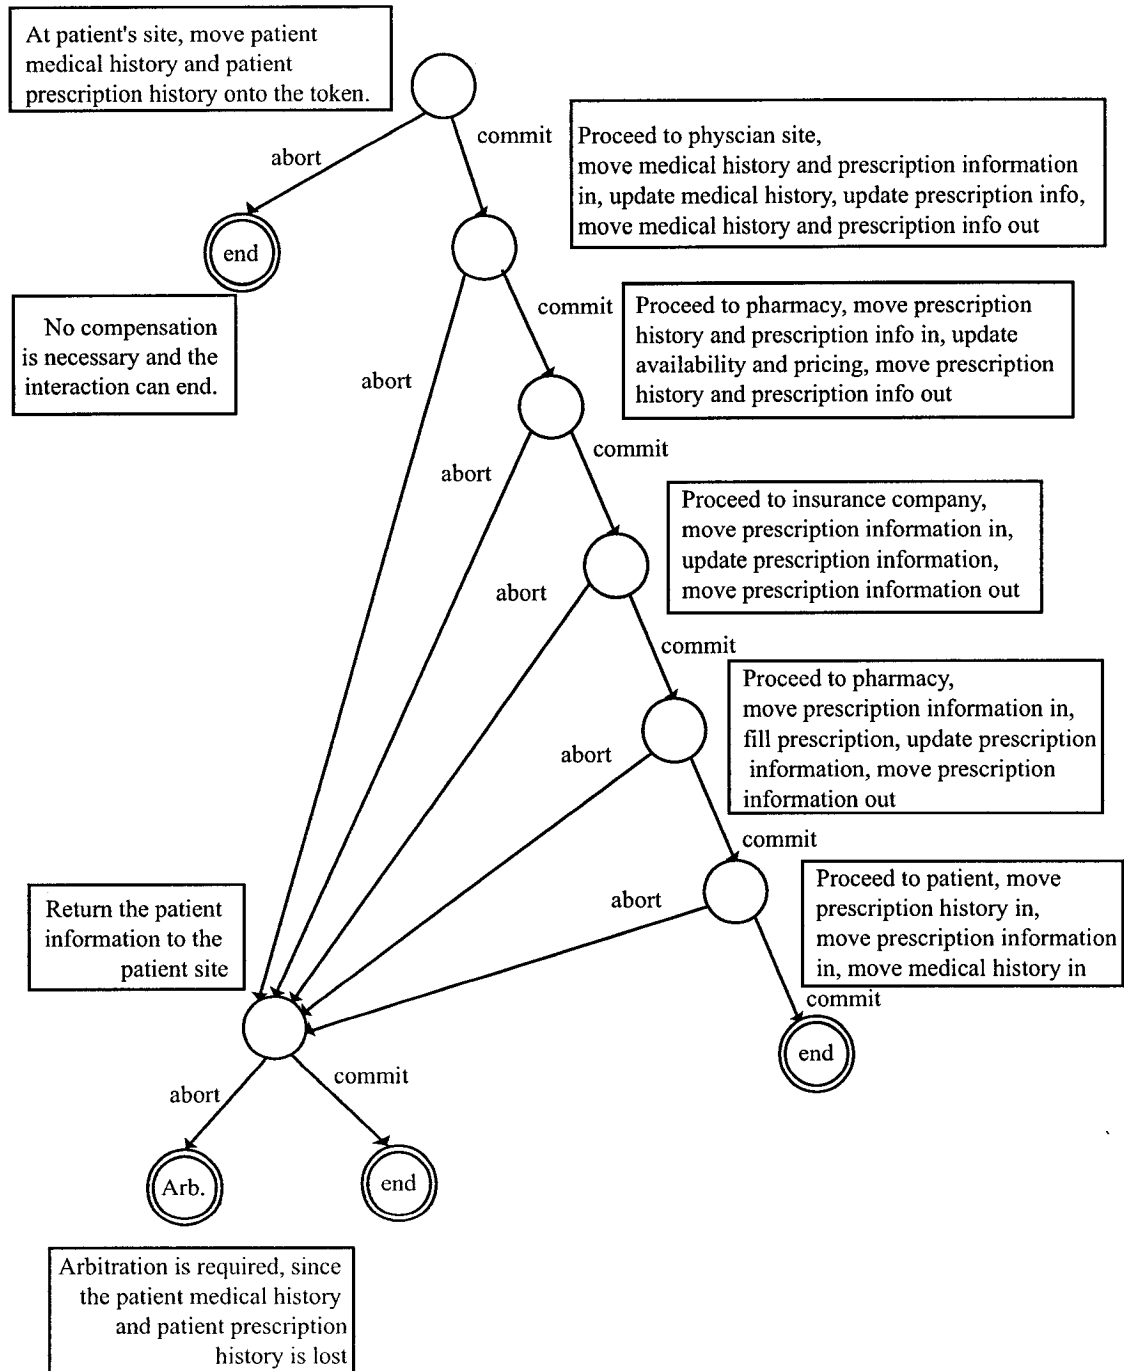 At patient's site, move patient
medical history and patient
prescription history onto the token.
abort
commit
Proceed to physcian site,
move medical history and prescription information
in, update medical history, update prescription info,
move medical history and prescription info out
end
No compensation
is necessary and the
interaction can end.
commit
Proceed to pharmacy, move prescription
history and prescription info in, update
availability and pricing, move prescription
history and prescription info out
abort
commit
abort
Proceed to insurance company,
move prescription information in,
update prescription information,
move prescription information out
abort
commit
Proceed to pharmacy,
move prescription information in,
fill prescription, update prescription
information, move prescription
information out
abort
commit
Proceed to patient, move
prescription history in,
move prescription information
in, move medical history in
abort
Return the patient
information to the
patient site
commit
end
abort
commit
Arb.
end
Arbitration is required, since
the patient medical history
and patient prescription
history is lost